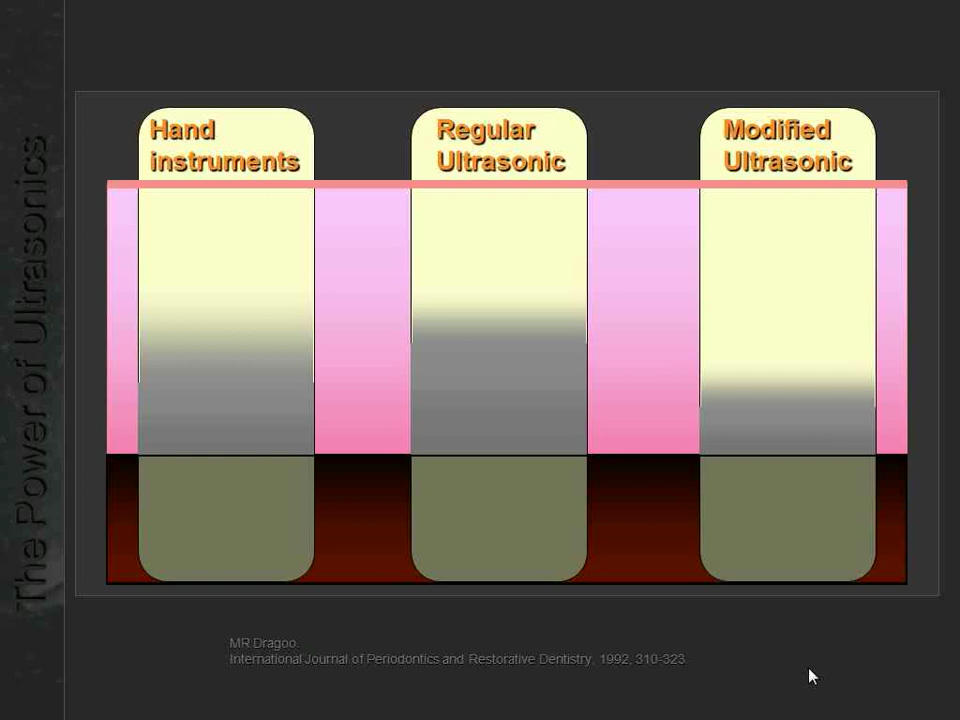 The Power of Ultrasonics
Hand
instruments
Regular
Ultrasonic
Modified
Ultrasonic
MR Dragoo.
International Journal of Periodontics and Restorative Dentistry, 1992, 310-323